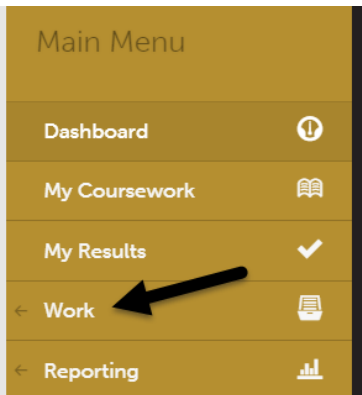 Main Menu
Dashboard
My Coursework
My Results
Work
Reporting